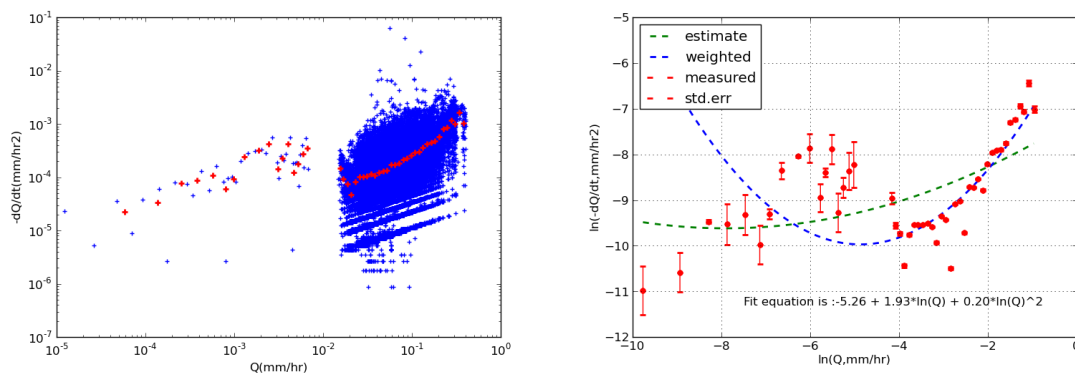 10^-1
10^-2
10^-3
10^-4
10^-5
10^-6
10^-7
-dQ/dt(mm/hr2)
10^-5 10^-4 10^-3 10^-2 10^-1 10^0
Q(mm/hr)
−5
−6
−7
−8
−9
−10
−11
−12
ln(-dQ/dt,mm/hr2)
estimate
weighted
measured
std.err
Fit equation is :-5.26 + 1.93*ln(Q) + 0.20*ln(Q)^2
−10 −8 −6 −4 −2 0
ln(Q,mm/hr)